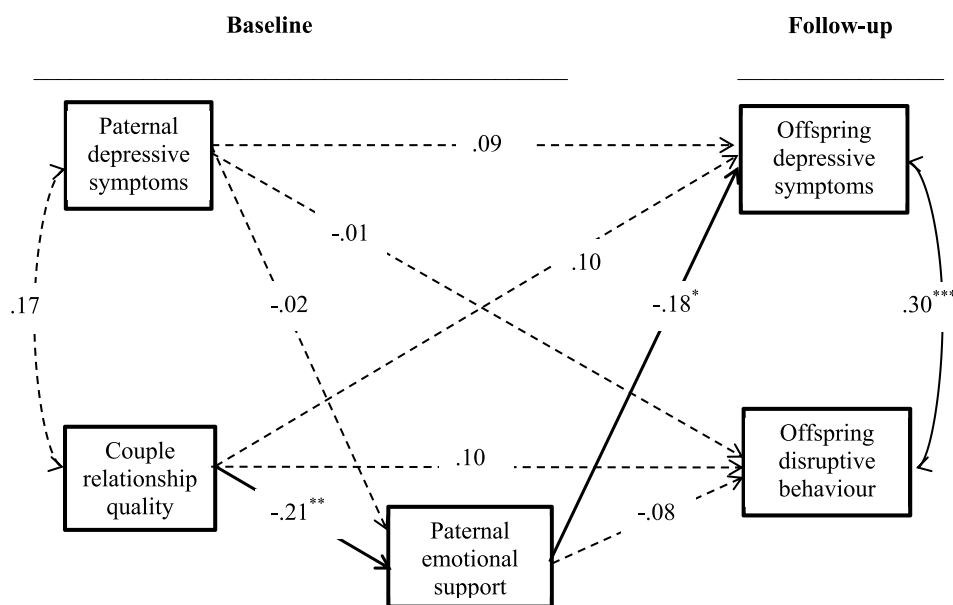 Baseline
Follow-up
Paternal
depressive
symptoms
.09
Offspring
depressive
symptoms
-.01
.10
.17
-.02
-.18*
.30***
Couple
relationship
quality
.10
Offspring
disruptive
behaviour
-.21**
-.08
Paternal
emotional
support